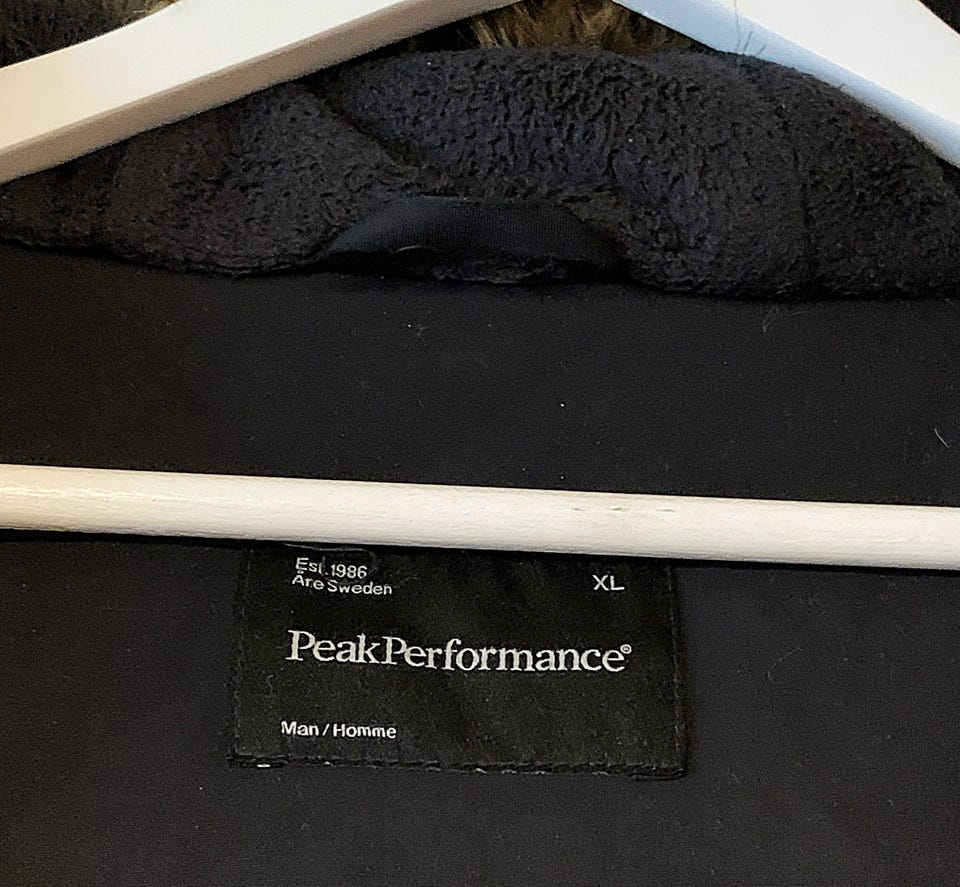 Est.1986
Åre Sweden
XL
PeakPerformance®
Man / Homme